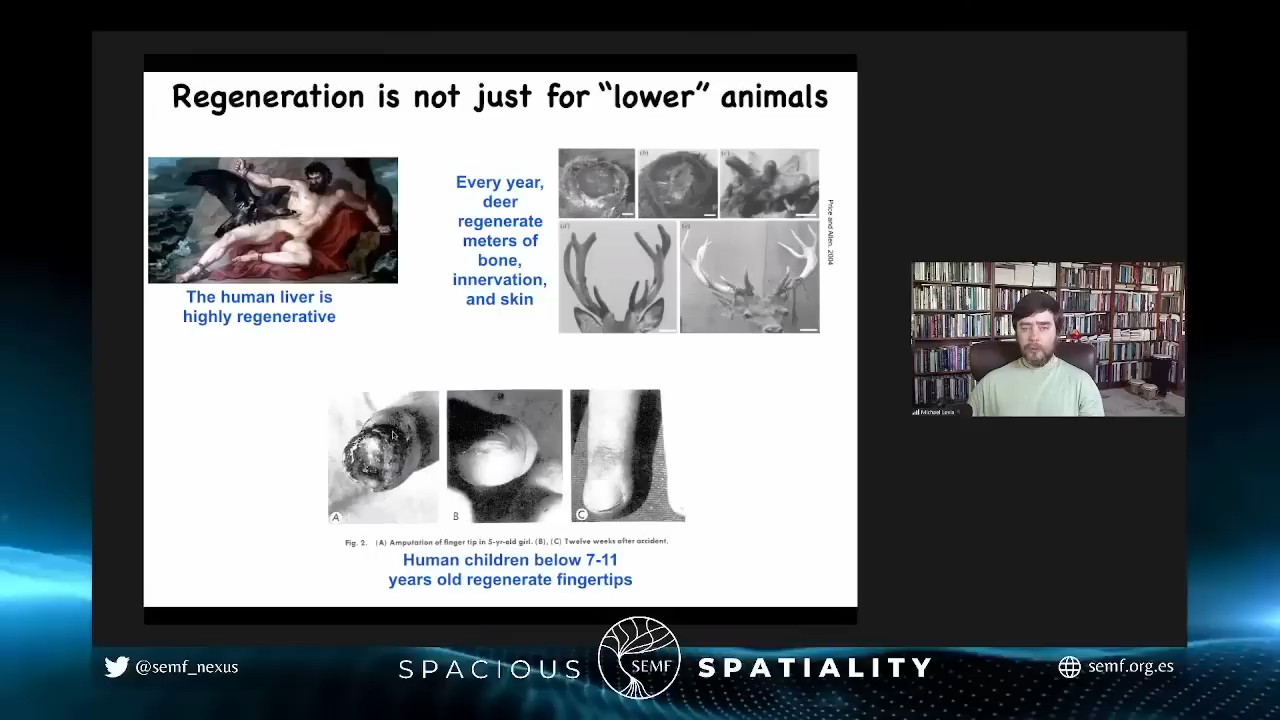 Regeneration is not just for “lower” animals
The human liver is
highly regenerative
Every year,
deer
regenerate
meters of
bone,
innervation,
and skin
(b)
(c)
(d)
(e)
Price and Allen, 2004
A
B
C
Fig. 2. (A) Amputation of finger tip in 5-yr-old girl. (B), (C) Twelve weeks after accident.
Human children below 7-11
years old regenerate fingertips
Michael Levin
@semf_nexus
SPACIOUS
SEMF
SPATIALITY
semf.org.es